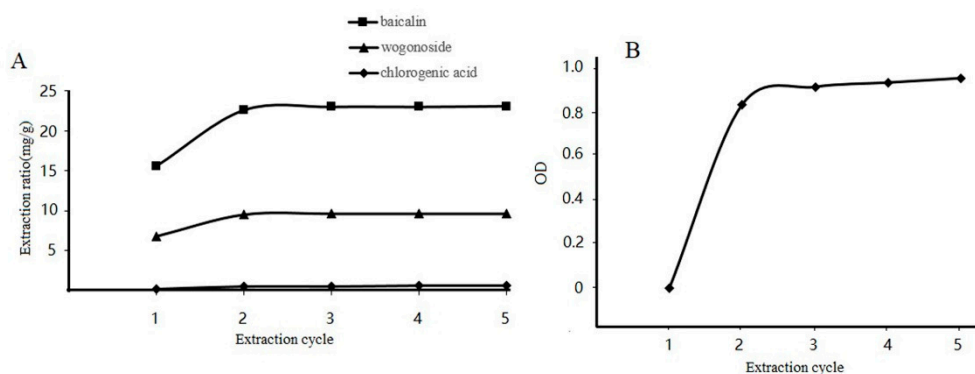 baicalin
wogonoside
chlorogenic acid
A
25
20
15
10
5
Extraction ratio(mg/g)
1 2 3 4 5
Extraction cycle
B
1.0
0.8
0.6
0.4
0.2
0
OD
1 2 3 4 5
Extraction cycle